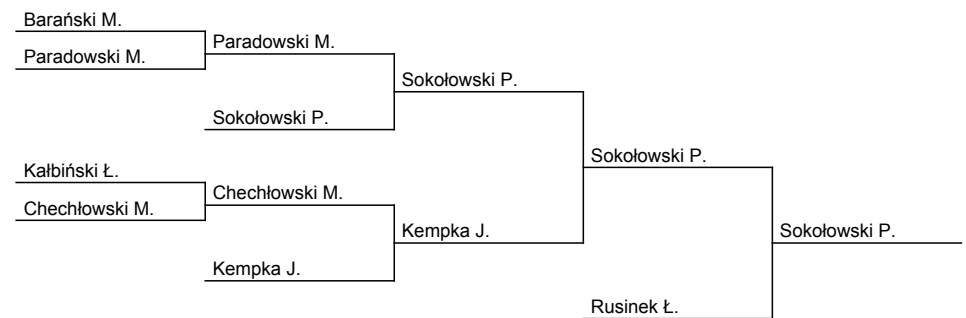 Barański M.
Paradowski M.
Paradowski M.
Sokołowski P.
Sokołowski P.
Sokołowski P.
Kałbiński Ł.
Chechłowski M.
Chechłowski M.
Kempka J.
Sokołowski P.
Kempka J.
Rusinek Ł.